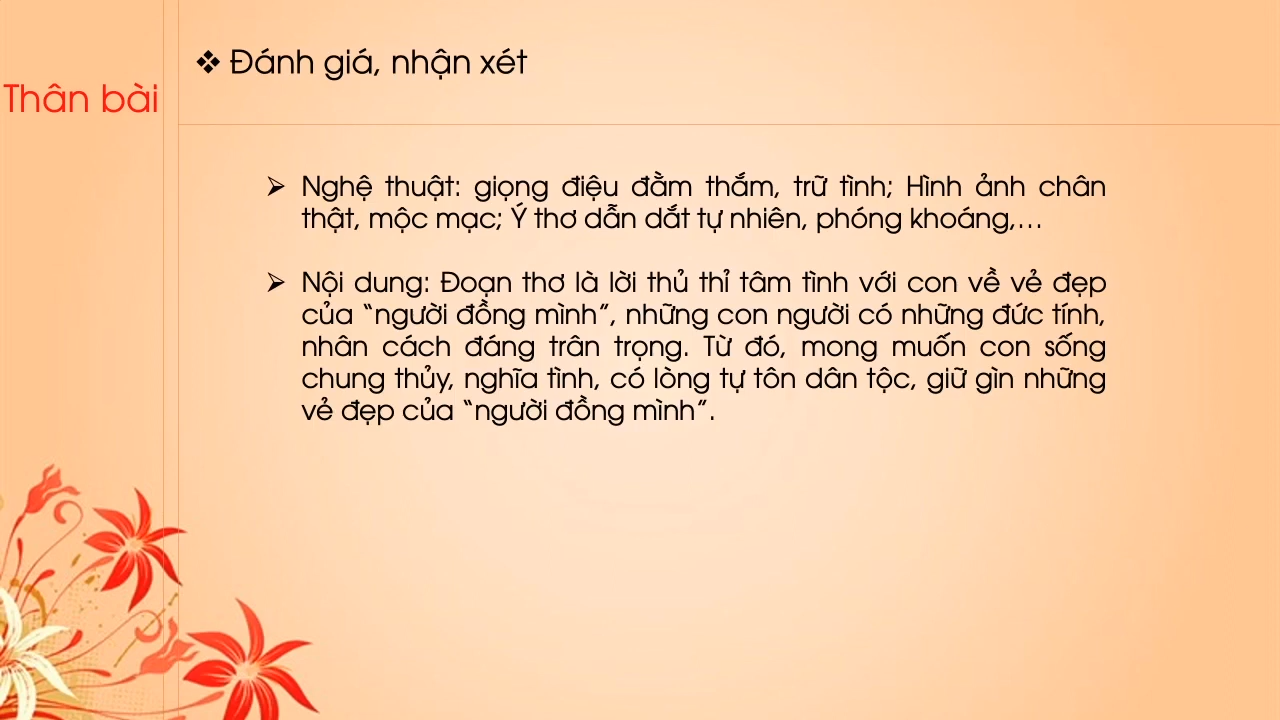 ❖ Đánh giá, nhận xét
Thân bài
➢ Nghệ thuật: giọng điệu đằm thắm, trữ tình; Hình ảnh chân
thật, mộc mạc; Ý thơ dẫn dắt tự nhiên, phóng khoáng,...
➢ Nội dung: Đoạn thơ là lời thủ thỉ tâm tình với con về vẻ đẹp
của “người đồng mình”, những con người có những đức tính,
nhân cách đáng trân trọng. Từ đó, mong muốn con sống
chung thủy, nghĩa tình, có lòng tự tôn dân tộc, giữ gìn những
vẻ đẹp của “người đồng mình”.